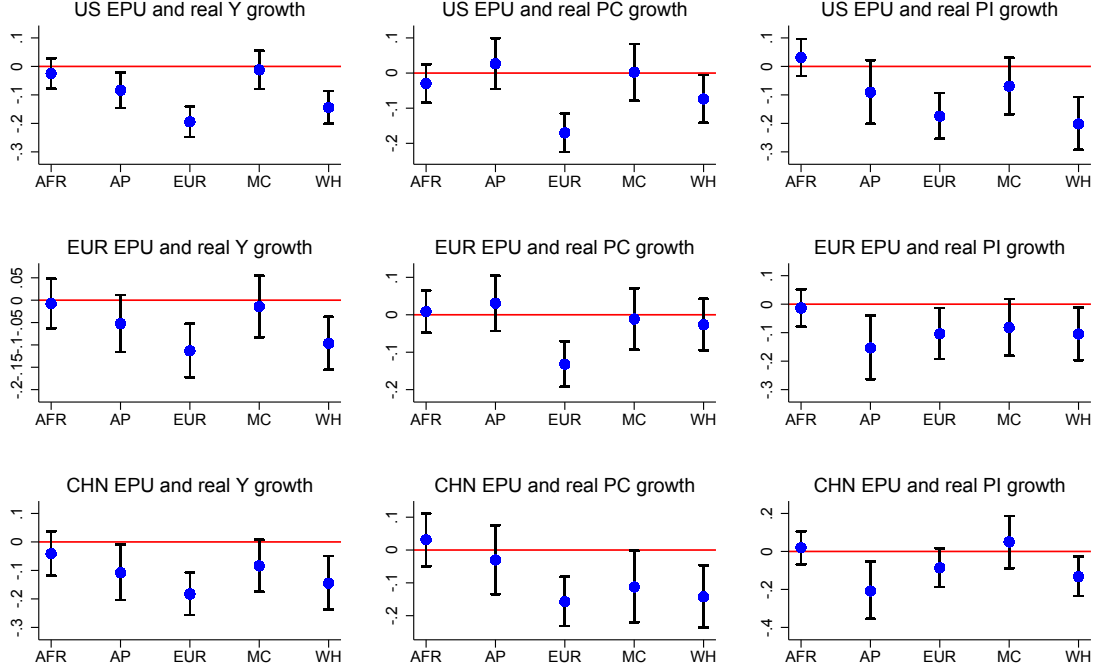 US EPU and real Y growth
.1
0
-.1
-.2
-.3
AFR AP EUR MC WH
US EPU and real PC growth
.1
0
-.1
-.2
AFR AP EUR MC WH
US EPU and real PI growth
.1
0
-.1
-.2
-.3
AFR AP EUR MC WH
EUR EPU and real Y growth
.05
0
-.05
-.1
-.15
-.2
AFR AP EUR MC WH
EUR EPU and real PC growth
.1
0
-.1
-.2
AFR AP EUR MC WH
EUR EPU and real PI growth
.1
0
-.1
-.2
-.3
AFR AP EUR MC WH
CHN EPU and real Y growth
.1
0
-.1
-.2
-.3
AFR AP EUR MC WH
CHN EPU and real PC growth
.1
0
-.1
-.2
AFR AP EUR MC WH
CHN EPU and real PI growth
.2
0
-.2
-.4
AFR AP EUR MC WH